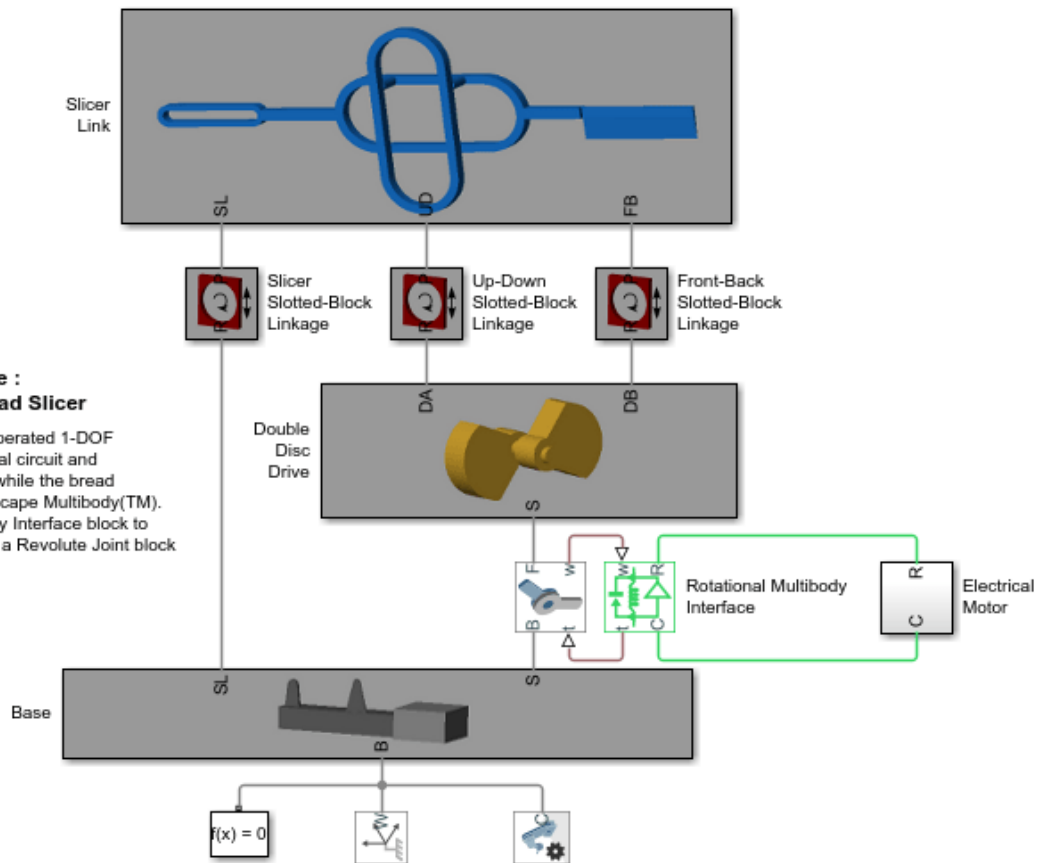 Slicer
Link
SL
UD
FB
P
R
Slicer
Slotted-Block
Linkage
P
R
Up-Down
Slotted-Block
Linkage
P
R
Front-Back
Slotted-Block
Linkage
e :
ad Slicer
perated 1-DOF
al circuit and
while the bread
scape Multibody(TM).
y Interface block to
a Revolute Joint block
DA
DB
Double
Disc
Drive
S
F
w
B
t
w
R
t
C
Rotational Multibody
Interface
R
C
Electrical
Motor
SL
S
Base
B
f(x) = 0
W
C